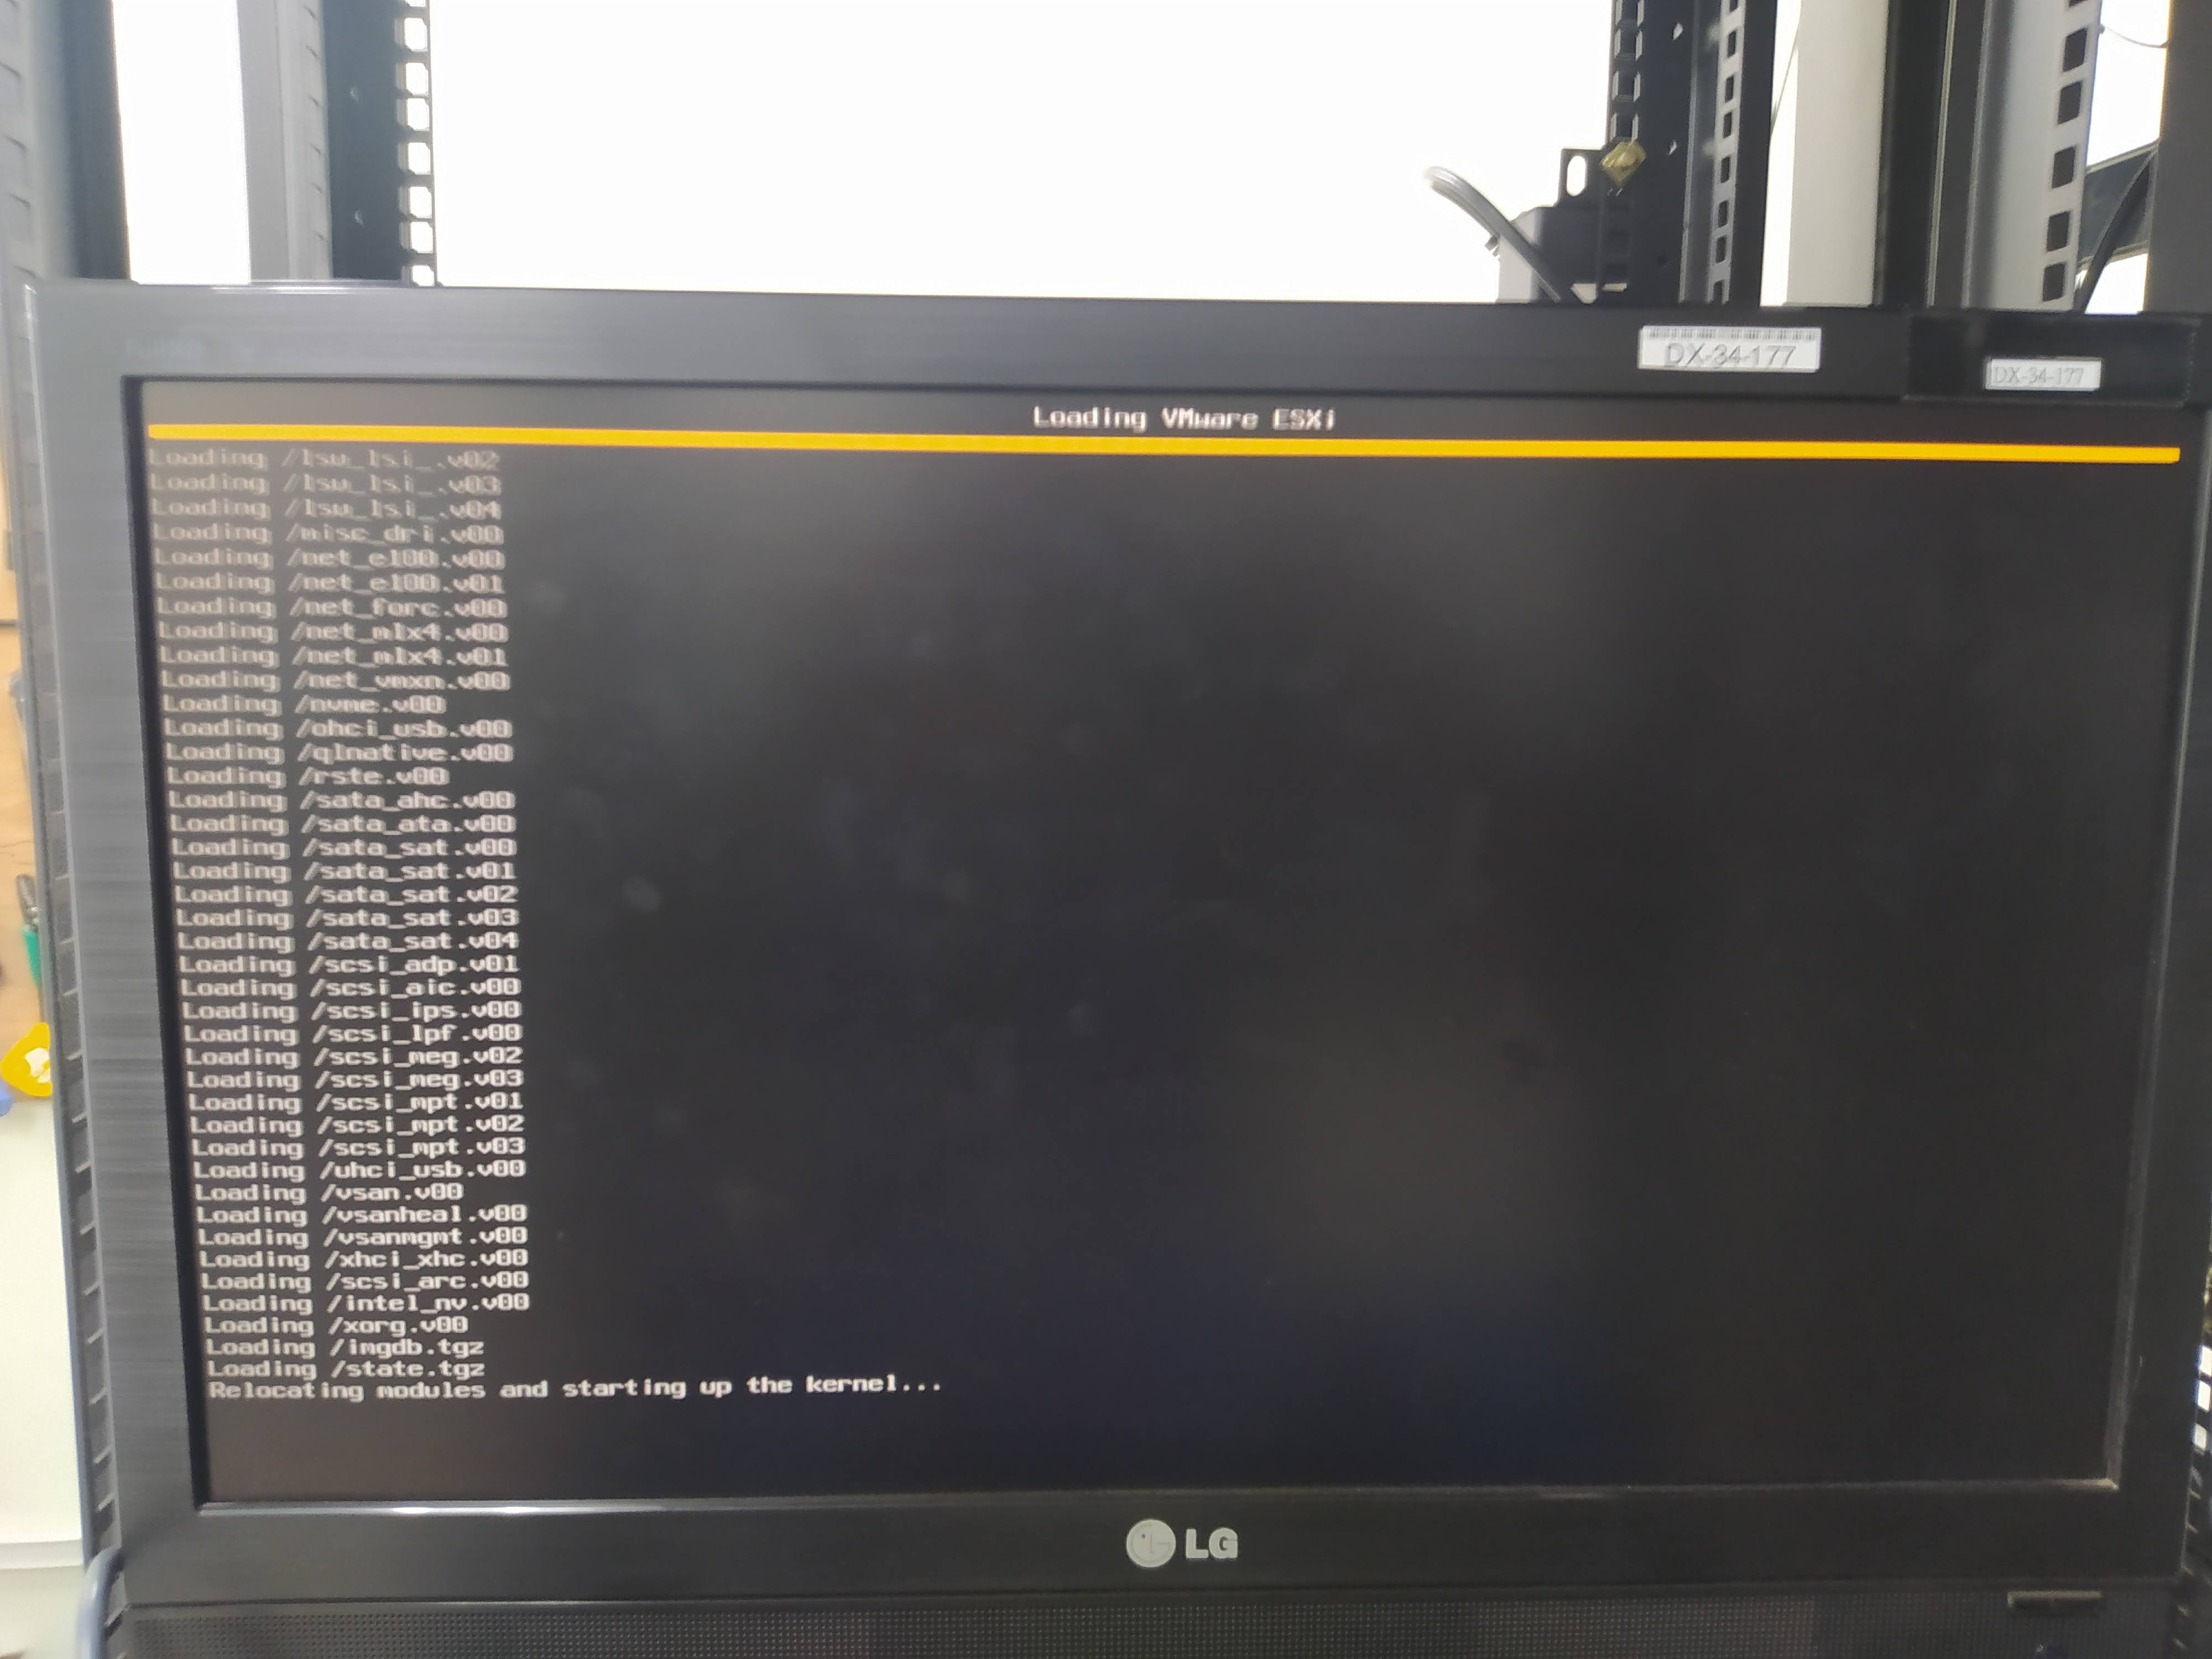 DX-34-177
DX-34-177
Loading VMware ESXi
Loading /lsu_lsi_.v02
Loading /lsu_lsi_.v03
Loading /lsu_lsi_.v04
Loading /misc_dri.v00
Loading /net_e100.v00
Loading /net_e100.v01
Loading /net_forc.v00
Loading /net_mlx4.v00
Loading /net_mlx4.v01
Loading /net_vmxn.v00
Loading /nvme.v00
Loading /ohci_usb.v00
Loading /qlnative.v00
Loading /rste.v00
Loading /sata_ahc.v00
Loading /sata_ata.v00
Loading /sata_sat.v00
Loading /sata_sat.v01
Loading /sata_sat.v02
Loading /sata_sat.v03
Loading /sata_sat.v04
Loading /scsi_adp.v01
Loading /scsi_aic.v00
Loading /scsi_ips.v00
Loading /scsi_lpf.v00
Loading /scsi_meg.v02
Loading /scsi_meg.v03
Loading /scsi_mpt.v01
Loading /scsi_mpt.v02
Loading /scsi_mpt.v03
Loading /uhci_usb.v00
Loading /vsan.v00
Loading /vsanheal.v00
Loading /vsanmgmt.v00
Loading /xhci_xhc.v00
Loading /scsi_arc.v00
Loading /intel_nv.v00
Loading /xorg.v00
Loading /imgdb.tgz
Loading /state.tgz
Relocating modules and starting up the kernel...
LG